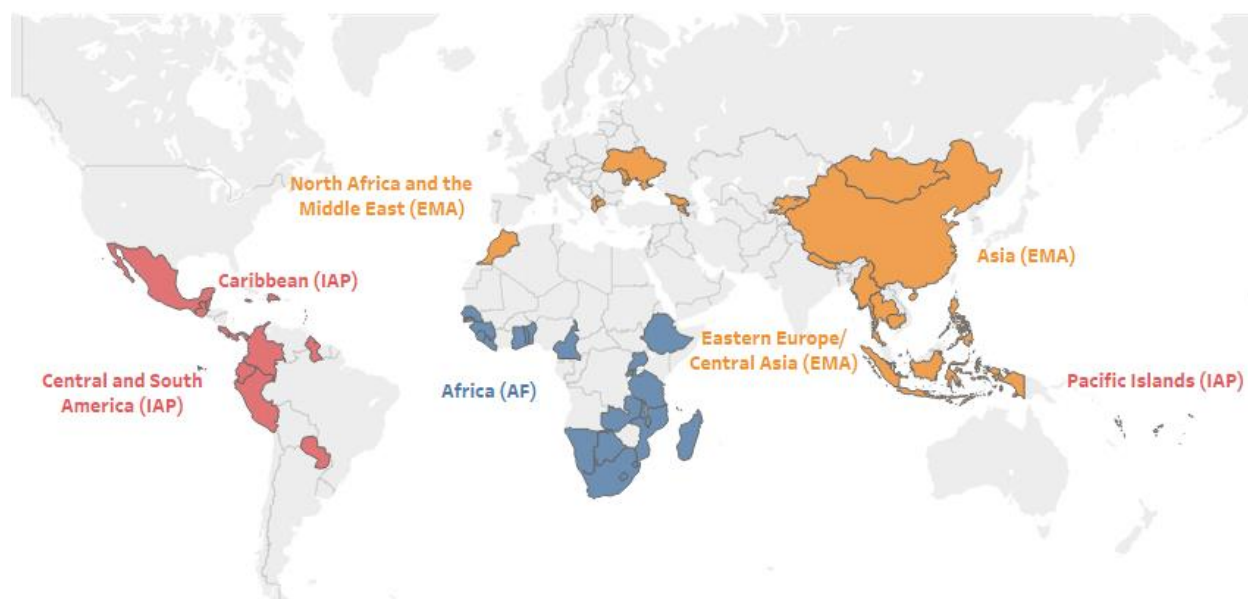 North Africa and the
Middle East (EMA)
Asia (EMA)
Caribbean (IAP)
Eastern Europe/
Central Asia (EMA)
Central and South
America (IAP)
Africa (AF)
Pacific Islands (IAP)